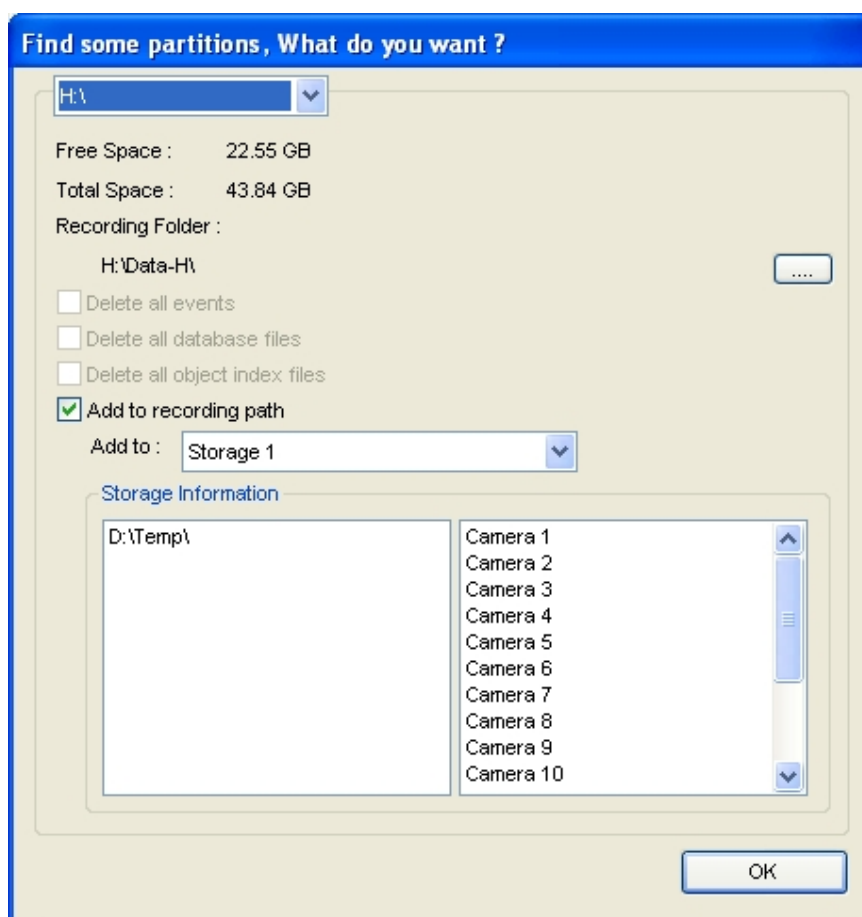 Find some partitions, What do you want ?
H:\
Free Space : 22.55 GB
Total Space : 43.84 GB
Recording Folder :
H:\Data-H\
....
Delete all events
Delete all database files
Delete all object index files
Add to recording path
Add to : Storage 1
Storage Information
D:\Temp\
Camera 1
Camera 2
Camera 3
Camera 4
Camera 5
Camera 6
Camera 7
Camera 8
Camera 9
Camera 10
OK